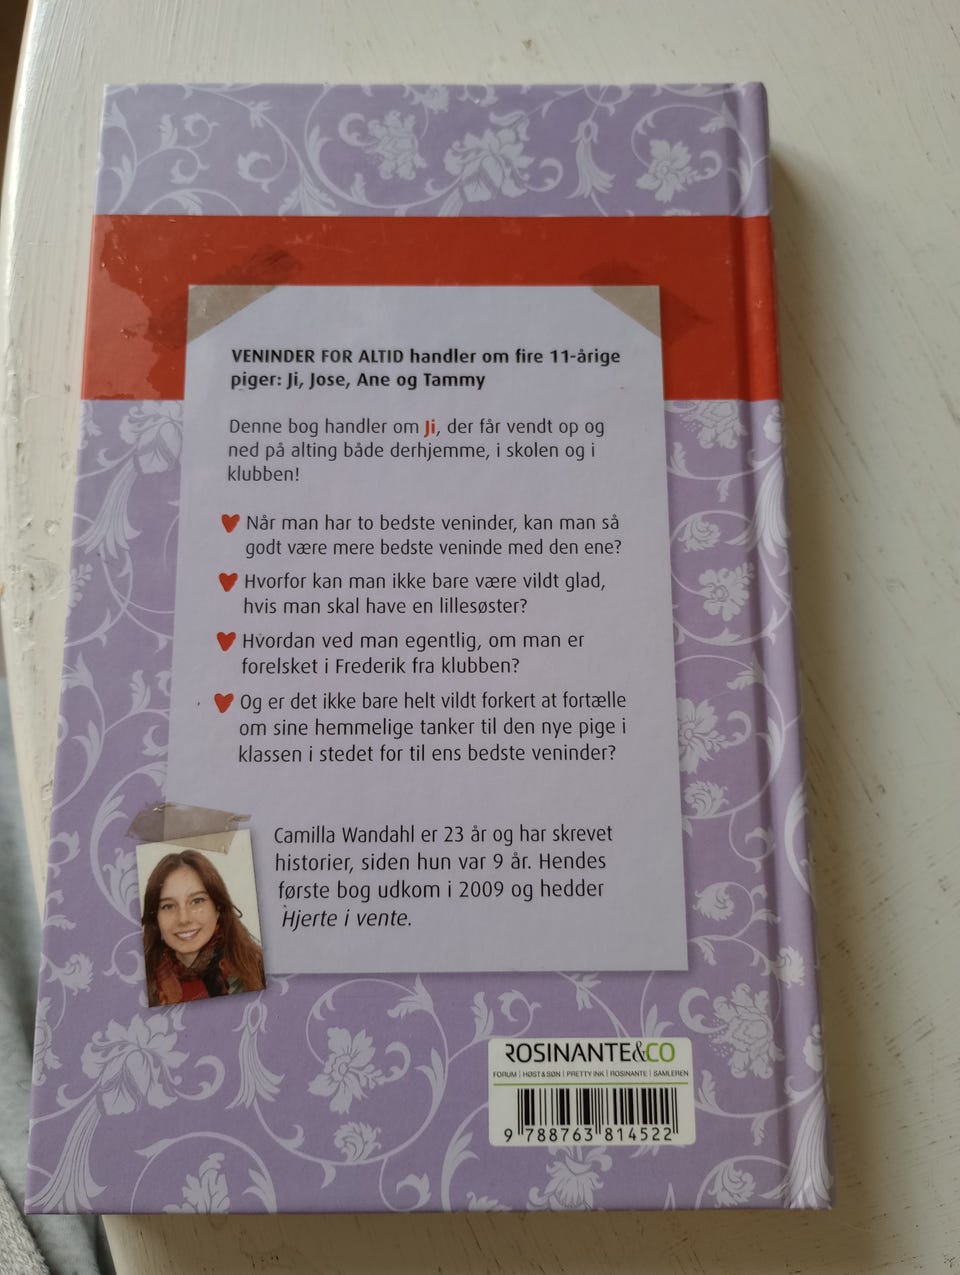 VENINDER FOR ALTID handler om fire 11-årige
piger: Ji, Jose, Ane og Tammy
Denne bog handler om Ji, der får vendt op og
ned på alting både derhjemme, i skolen og i
klubben!
Når man har to bedste veninder, kan man så
godt være mere bedste veninde med den ene?
Hvorfor kan man ikke bare være vildt glad,
hvis man skal have en lillesøster?
Hvordan ved man egentlig, om man er
forelsket i Frederik fra klubben?
Og er det ikke bare helt vildt forkert at fortælle
om sine hemmelige tanker til den nye pige i
klassen i stedet for til ens bedste veninder?
Camilla Wandahl er 23 år og har skrevet
historier, siden hun var 9 år. Hendes
første bog udkom i 2009 og hedder
Hjerte i vente.
ROSINANTE&CO
FORUM | HØST & SØN | PRETTY INK | ROSINANTE | SAMLEREN
9 788763 814522